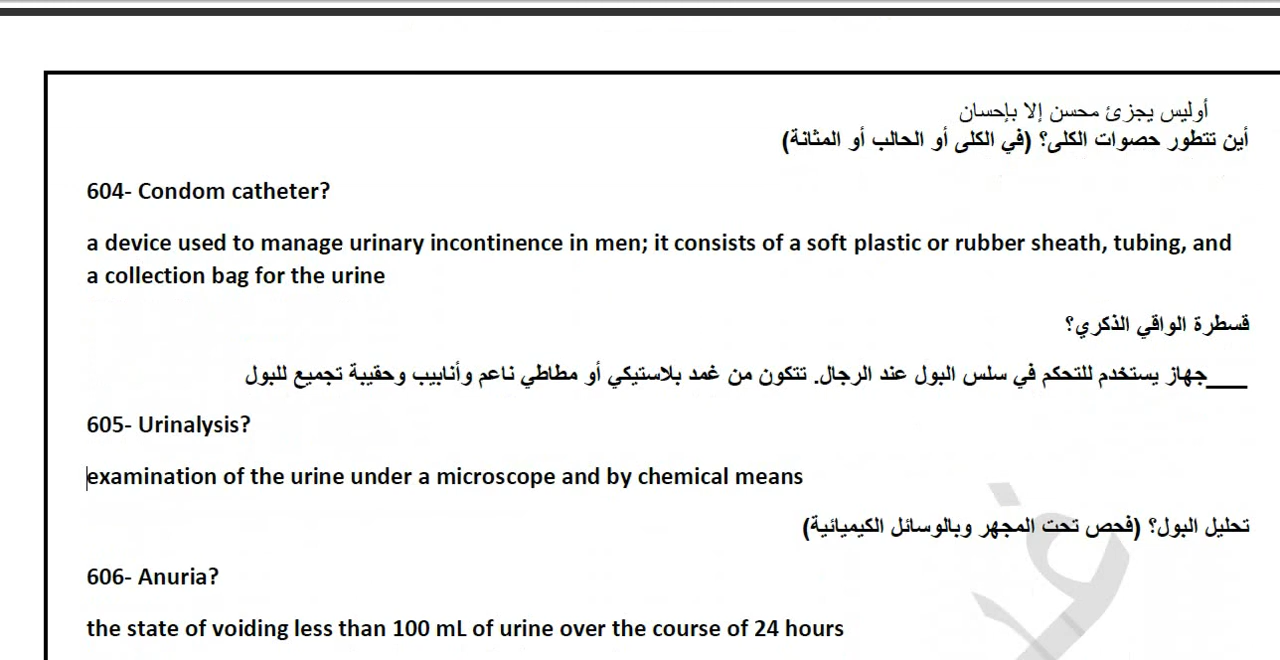 أوليس يجزئ محسن إلا بإحسان
أين تتطور حصوات الكلى؟ (في الكلى أو الحالب أو المثانة)
604- Condom catheter?
a device used to manage urinary incontinence in men; it consists of a soft plastic or rubber sheath, tubing, and
a collection bag for the urine
قسطرة الواقي الذكري؟
___جهاز يستخدم للتحكم في سلس البول عند الرجال. تتكون من غمد بلاستيكي أو مطاطي ناعم وأنابيب وحقيبة تجميع للبول
605- Urinalysis?
examination of the urine under a microscope and by chemical means
تحليل البول؟ (فحص تحت المجهر وبالوسائل الكيميائية)
606- Anuria?
the state of voiding less than 100 mL of urine over the course of 24 hours